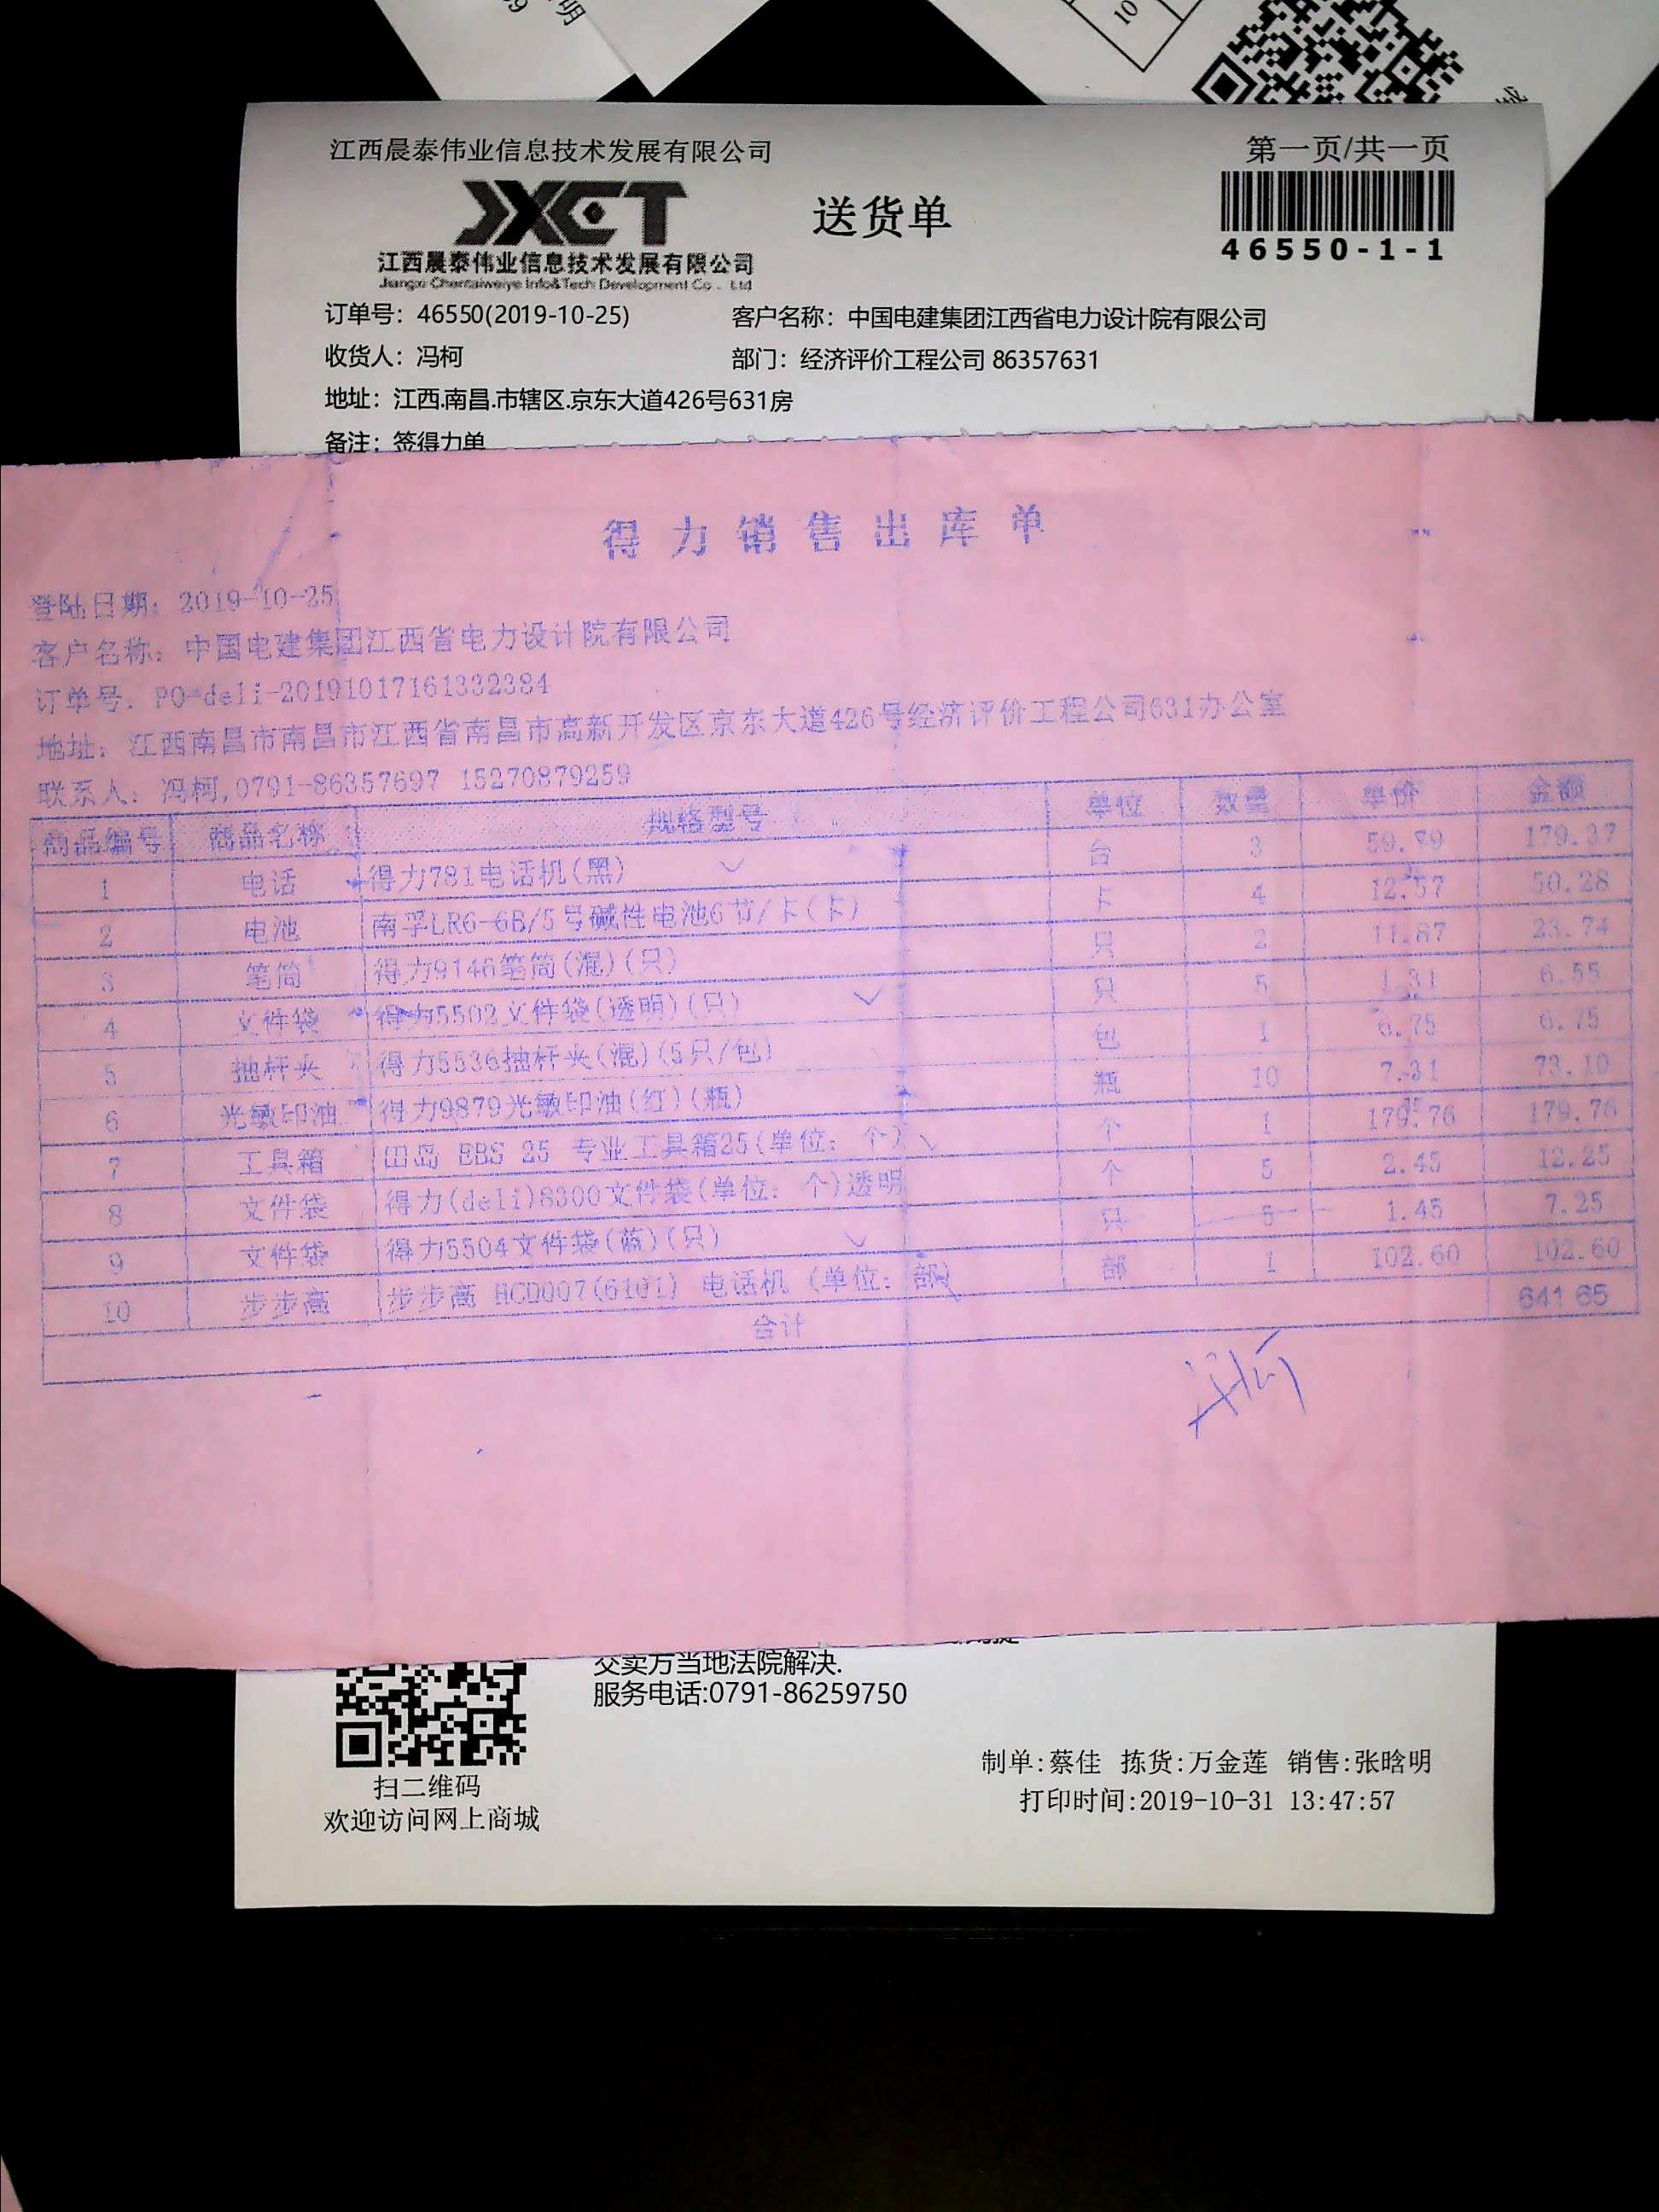 江西晨泰伟业信息技术发展有限公司
第一页/共一页
JXCT
送货单
江西晨泰伟业信息技术发展有限公司
Jiangxi Chentaiweiye Info&Tech Development Co., Ltd
46550-1-1
订单号：46550(2019-10-25)
客户名称：中国电建集团江西省电力设计院有限公司
收货人：冯柯
部门：经济评价工程公司 86357631
地址：江西.南昌.市辖区.京东大道426号631房
备注：签得力单
得力销售出库单
登陆日期：2019-10-25
客户名称：中国电建集团江西省电力设计院有限公司
订单号：PO-deli-20191017161332384
地址：江西南昌市南昌市江西省南昌市高新开发区京东大道426号经济评价工程公司631办公室
联系人：冯柯,0791-86357697 15270879259
商品编号 商品名称 规格型号 单位 数量 单价 金额
1 电话 得力781电话机(黑) 台 3 59.79 179.37
2 电池 南孚LR6-6B/5号碱性电池6节/卡(卡) 卡 4 12.57 50.28
3 笔筒 得力9146笔筒(混)(只) 只 2 11.87 23.74
4 文件袋 得力5502文件袋(透明)(只) 只 5 1.31 6.55
5 抽杆夹 得力5536抽杆夹(混)(5只/包) 包 1 6.75 6.75
6 光敏印油 得力9879光敏印油(红)(瓶) 瓶 10 7.31 73.10
7 工具箱 田岛 EBS 25 专业工具箱25(单位：个) 个 1 179.76 179.76
8 文件袋 得力(deli)8300文件袋(单位：个)透明 个 5 2.45 12.25
9 文件袋 得力5504文件袋(蓝)(只) 只 5 1.45 7.25
10 步步高 步步高 HCD007(6101) 电话机 (单位：部) 部 1 102.60 102.60
合计 641.65
交卖方当地法院解决.
服务电话:0791-86259750
扫二维码
欢迎访问网上商城
制单:蔡佳 拣货:万金莲 销售:张晗明
打印时间:2019-10-31 13:47:57